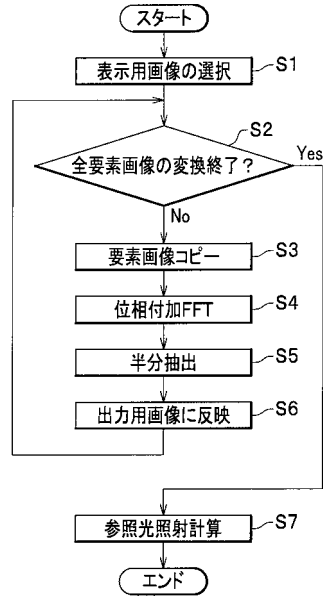 スタート
表示用画像の選択
S1
S2
全要素画像の変換終了？
Yes
No
要素画像コピー
S3
位相付加FFT
S4
半分抽出
S5
出力用画像に反映
S6
参照光照射計算
S7
エンド